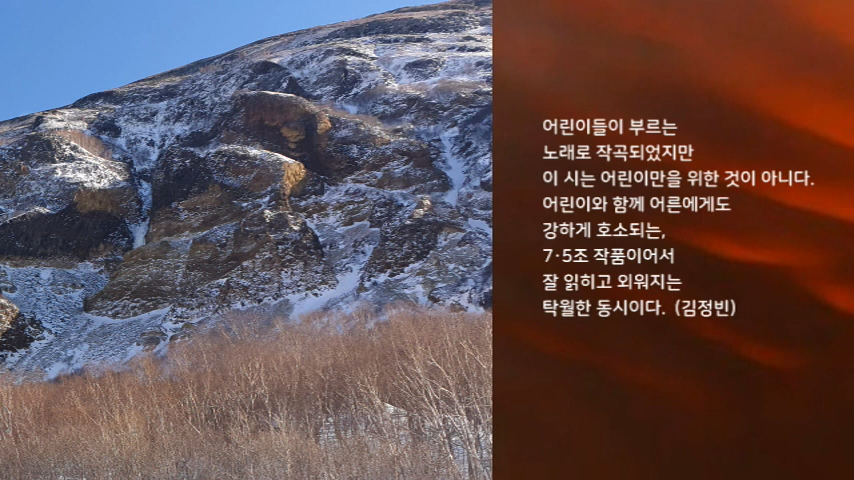 어린이들이 부르는
노래로 작곡되었지만
이 시는 어린이만을 위한 것이 아니다.
어린이와 함께 어른에게도
강하게 호소되는,
7·5조 작품이어서
잘 읽히고 외워지는
탁월한 동시이다. (김정빈)